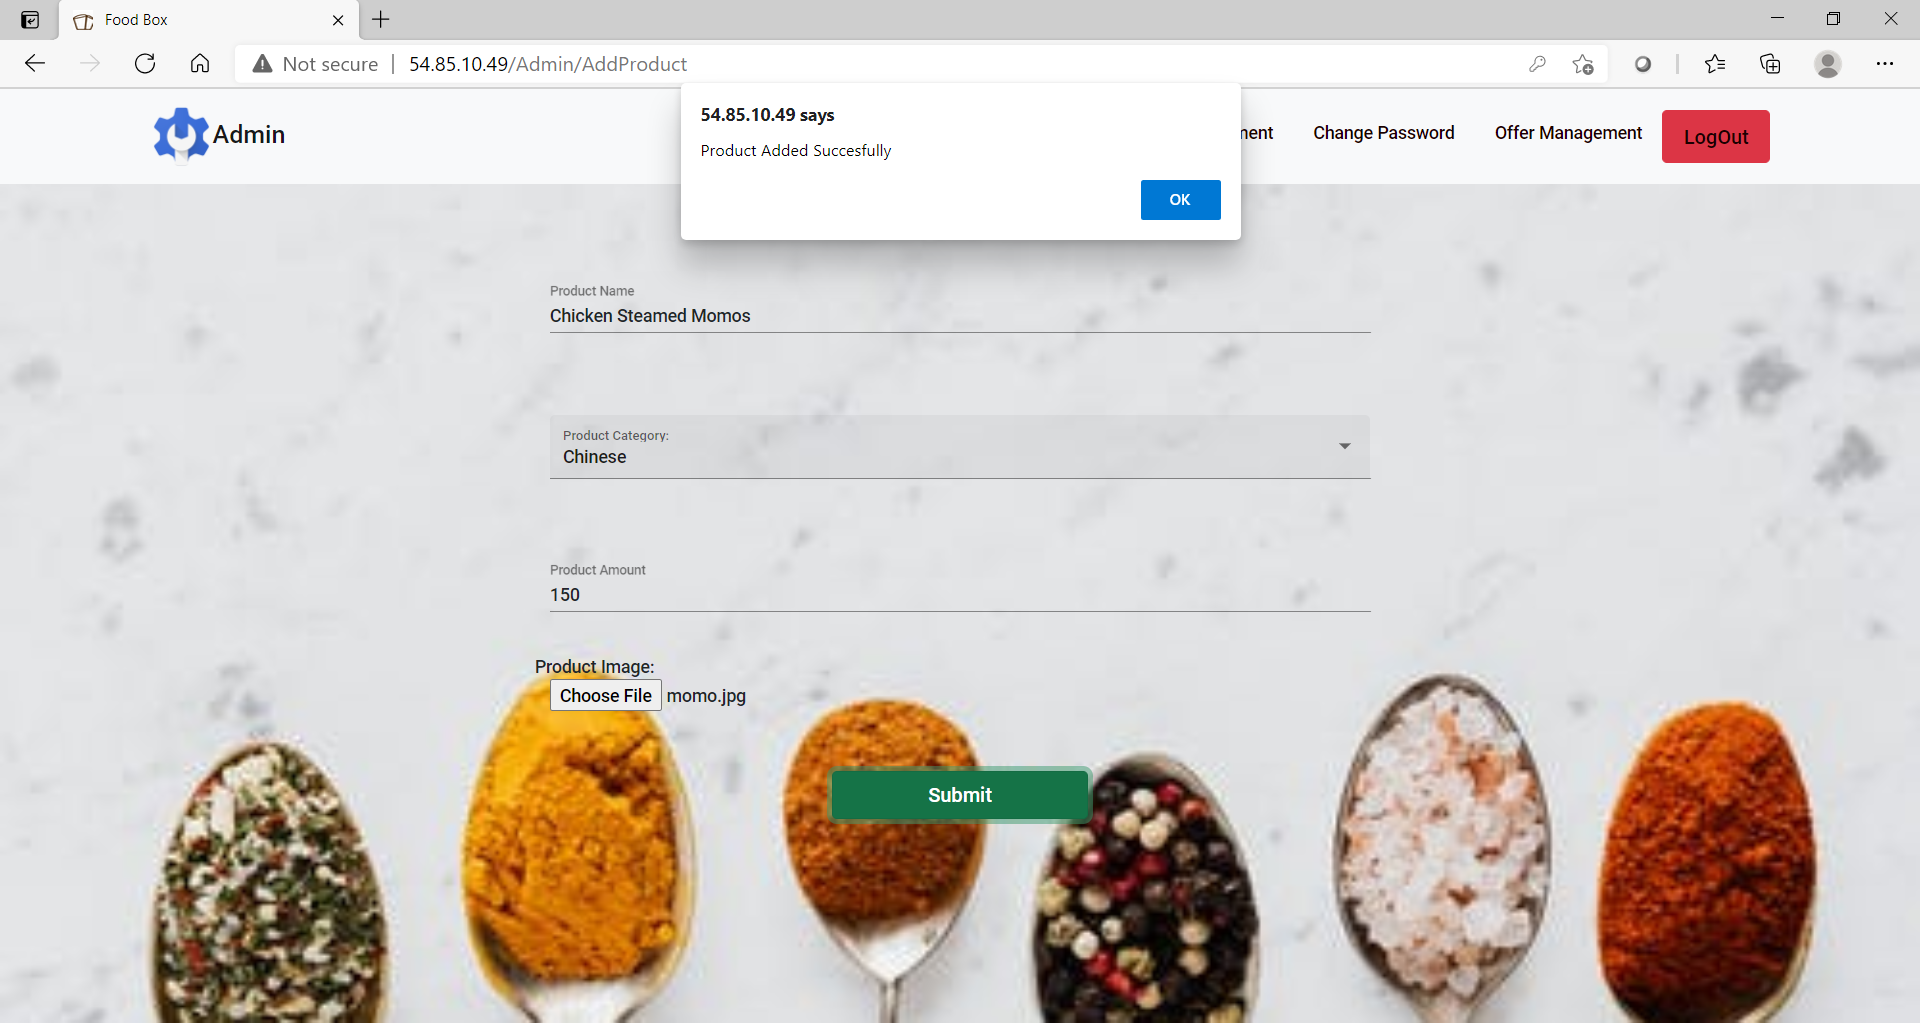 Food Box
Not secure
54.85.10.49/Admin/AddProduct
54.85.10.49 says
Product Added Succesfully
OK
Admin
Change Password
Offer Management
LogOut
Product Name
Chicken Steamed Momos
Product Category:
Chinese
Product Amount
150
Product Image:
Choose File momo.jpg
Submit